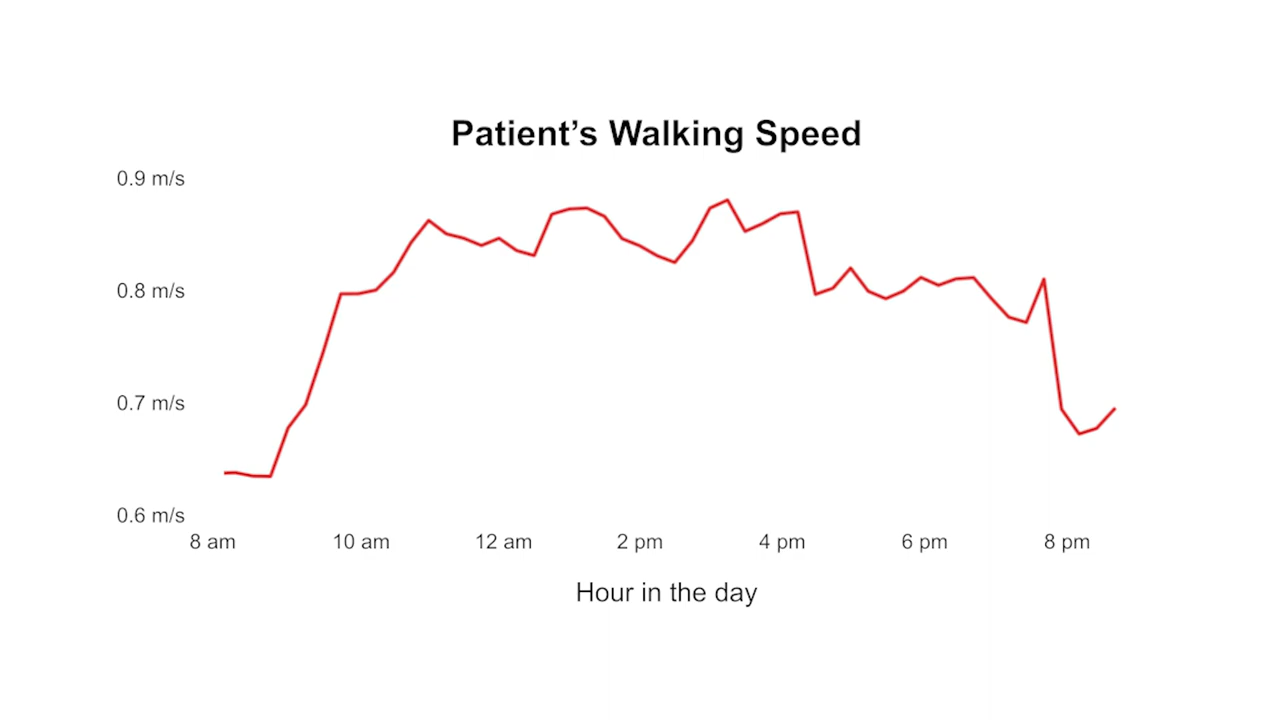 Patient’s Walking Speed
0.9 m/s
0.8 m/s
0.7 m/s
0.6 m/s
8 am 10 am 12 am 2 pm 4 pm 6 pm 8 pm
Hour in the day